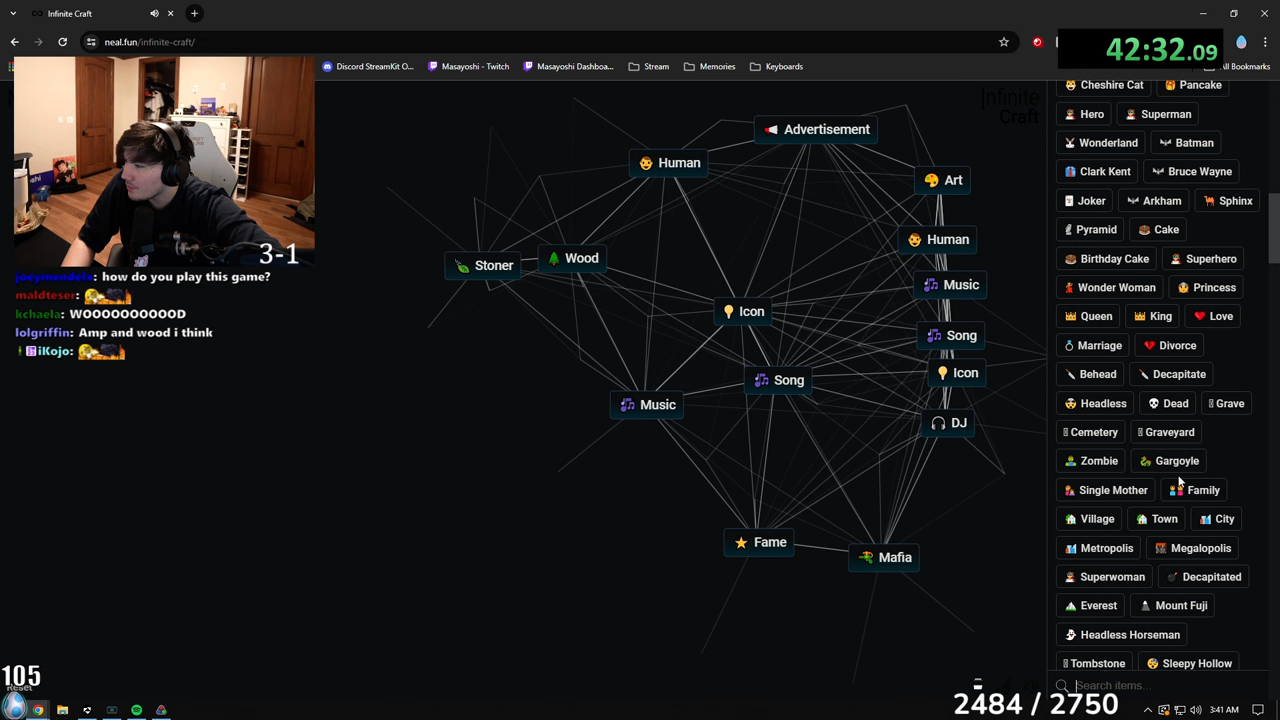 Infinite Craft
neal.fun/infinite-craft/
42:32.09
All Bookmarks
Discord StreamKit O...
Masayoshi - Twitch
Masayoshi Dashboa...
Stream
Memories
Keyboards
Infinite
Craft
3-1
joeymendefx: how do you play this game?
maldteser:
kchaela: WOOOOOOOOOOD
lolgriffin: Amp and wood i think
iKojo:
Advertisement
Human
Art
Human
Stoner
Wood
Music
Icon
Song
Icon
Song
Music
DJ
Fame
Mafia
Cheshire Cat
Pancake
Hero
Superman
Wonderland
Batman
Clark Kent
Bruce Wayne
Joker
Arkham
Sphinx
Pyramid
Cake
Birthday Cake
Superhero
Wonder Woman
Princess
Queen
King
Love
Marriage
Divorce
Behead
Decapitate
Headless
Dead
Grave
Cemetery
Graveyard
Zombie
Gargoyle
Single Mother
Family
Village
Town
City
Metropolis
Megalopolis
Superwoman
Decapitated
Everest
Mount Fuji
Headless Horseman
Tombstone
Sleepy Hollow
Search items...
105
Reset
2484 / 2750
3:41 AM